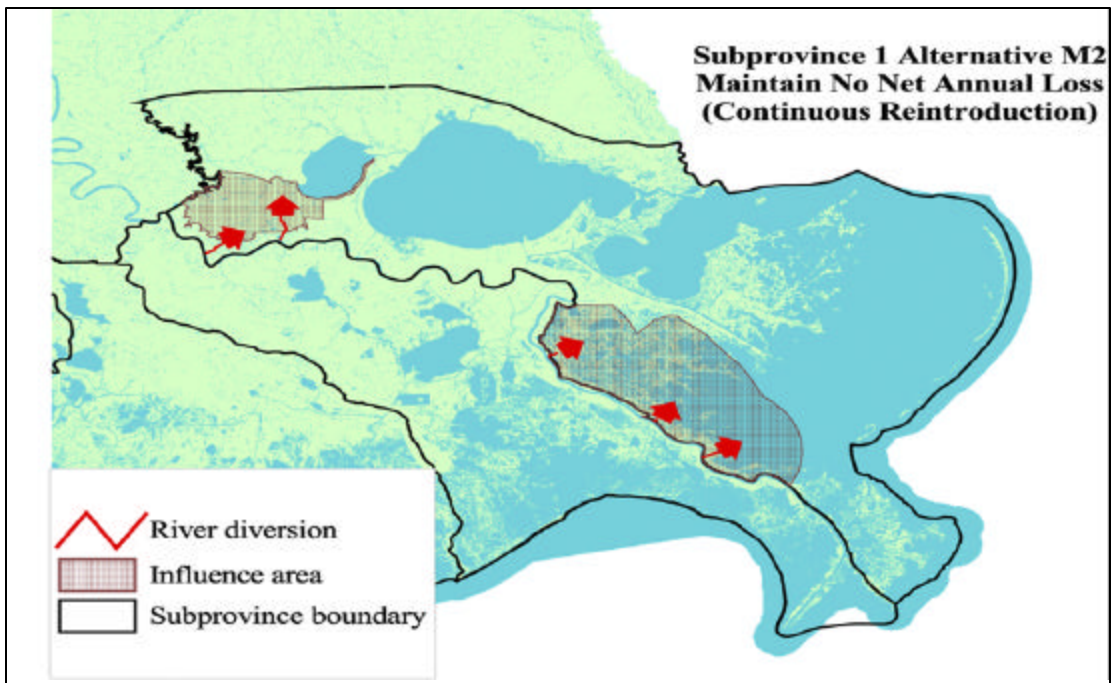 Subprovince 1 Alternative M2
Maintain No Net Annual Loss
(Continuous Reintroduction)
River diversion
Influence area
Subprovince boundary